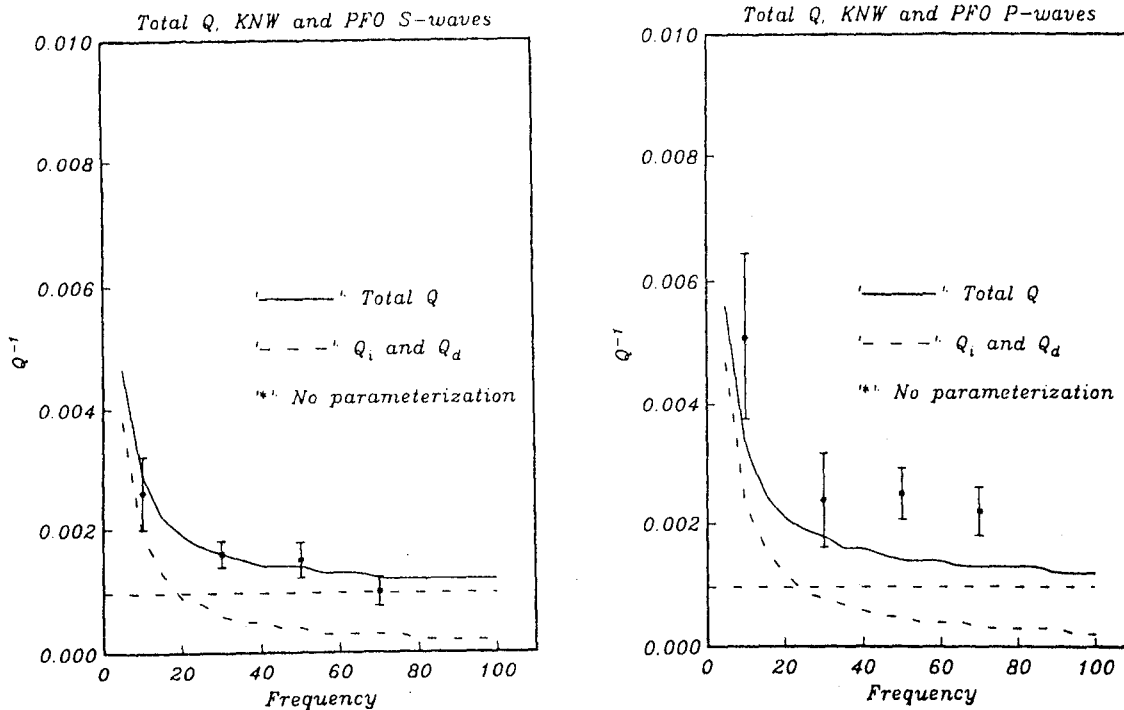 Total Q, KNW and PFO S-waves
0.010
0.008
0.006
0.004
0.002
0.000
Q⁻¹
'———' Total Q
'– – –' Q_i and Q_d
'*' No parameterization
0 20 40 60 80 100
Frequency
Total Q, KNW and PFO P-waves
0.010
0.008
0.006
0.004
0.002
0.000
Q⁻¹
'———' Total Q
'– – –' Q_i and Q_d
'*' No parameterization
0 20 40 60 80 100
Frequency